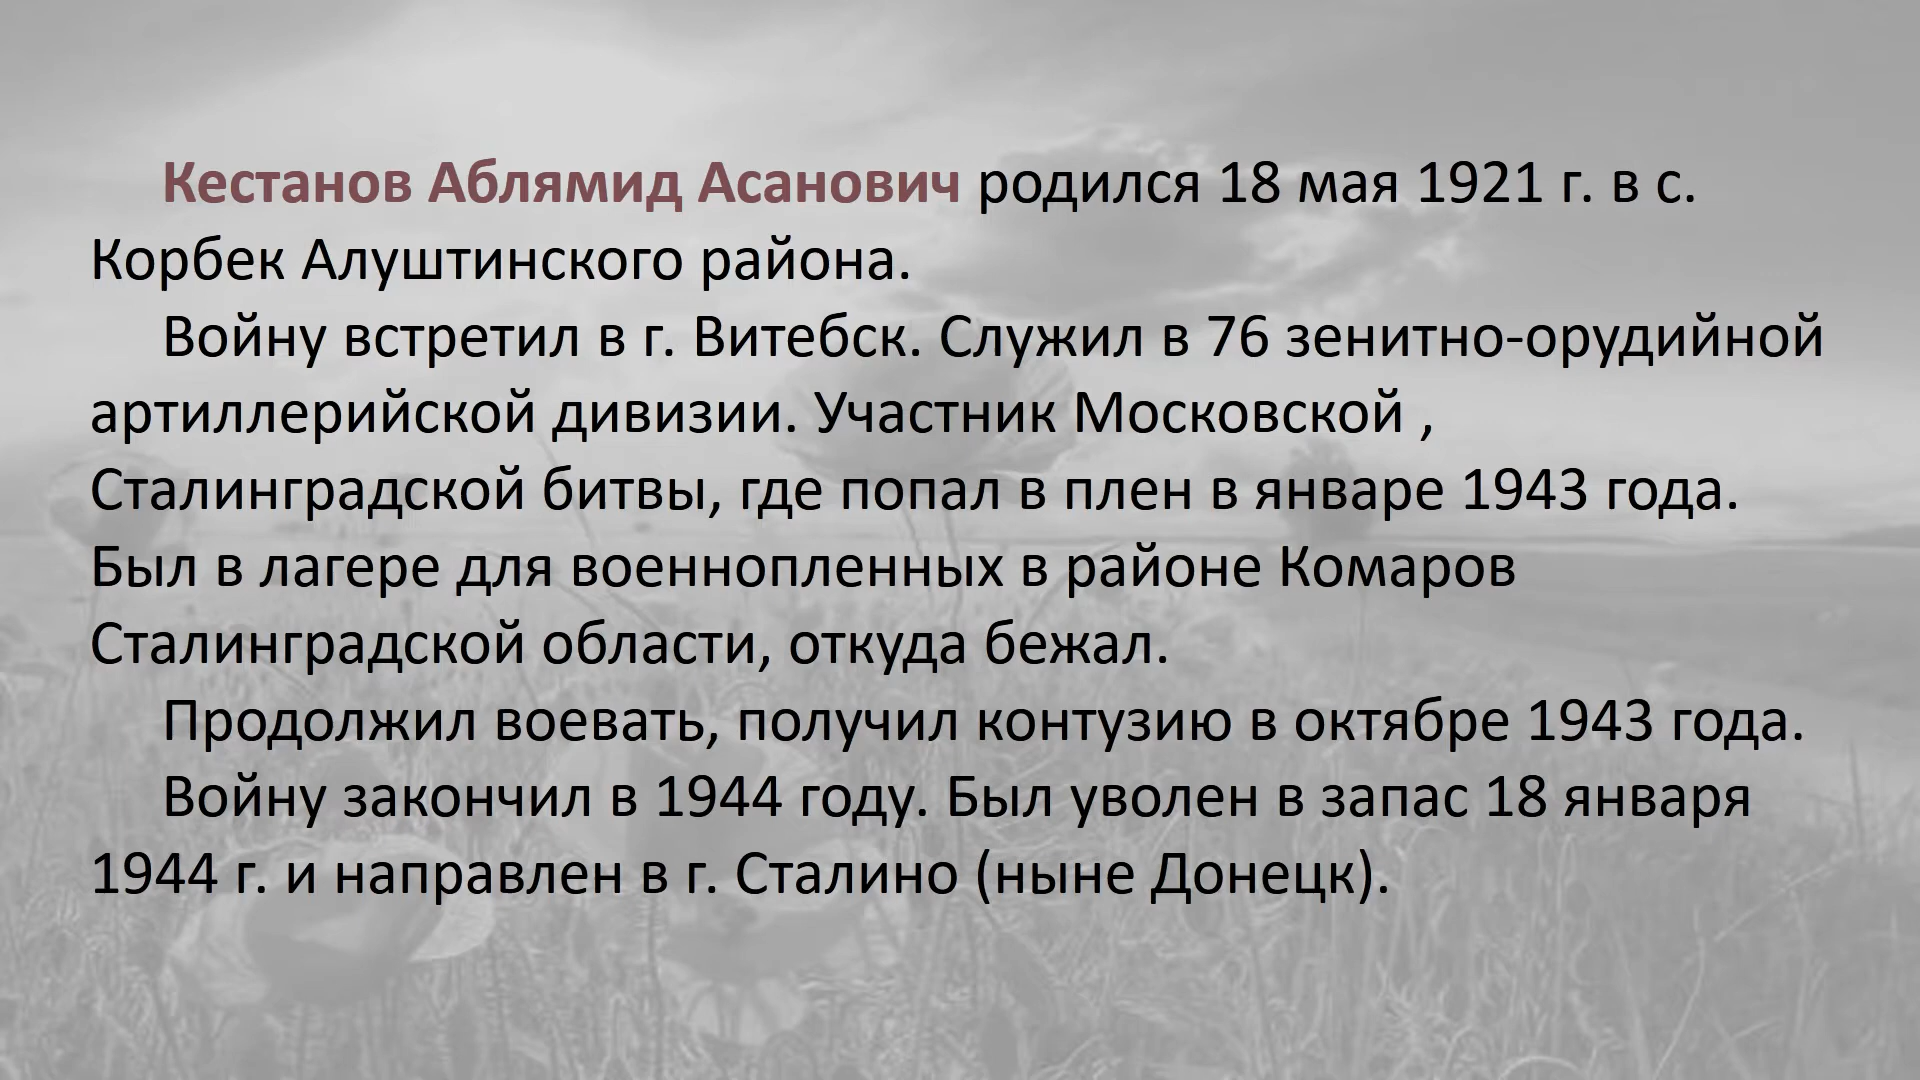 Кестанов Аблямид Асанович родился 18 мая 1921 г. в с.
Корбек Алуштинского района.
Войну встретил в г. Витебск. Служил в 76 зенитно-орудийной
артиллерийской дивизии. Участник Московской ,
Сталинградской битвы, где попал в плен в январе 1943 года.
Был в лагере для военнопленных в районе Комаров
Сталинградской области, откуда бежал.
Продолжил воевать, получил контузию в октябре 1943 года.
Войну закончил в 1944 году. Был уволен в запас 18 января
1944 г. и направлен в г. Сталино (ныне Донецк).